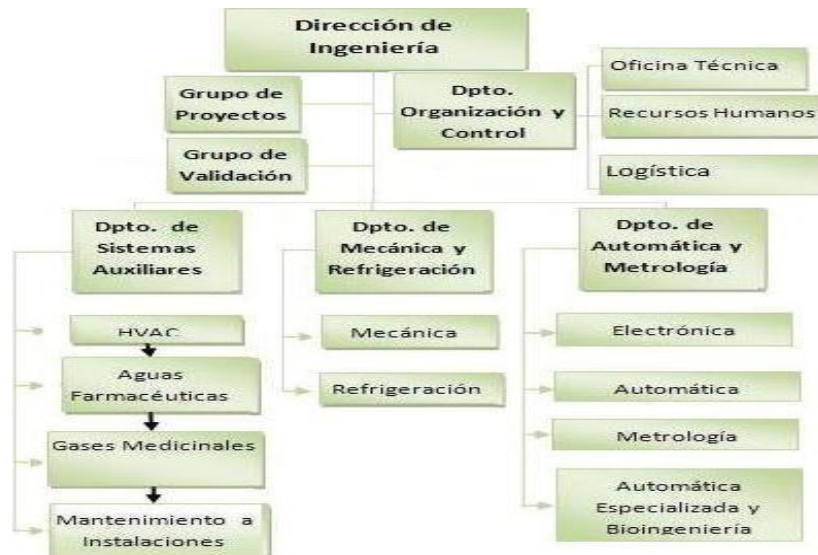 Dirección de
Ingeniería
Grupo de
Proyectos
Dpto.
Organización y
Control
Oficina Técnica
Recursos Humanos
Logística
Grupo de
Validación
Dpto. de
Sistemas
Auxiliares
Dpto. de
Mecánica y
Refrigeración
Dpto. de
Automática y
Metrología
HVAC
Aguas
Farmacéuticas
Gases Medicinales
Mantenimiento a
Instalaciones
Mecánica
Refrigeración
Electrónica
Automática
Metrología
Automática
Especializada y
Bioingeniería